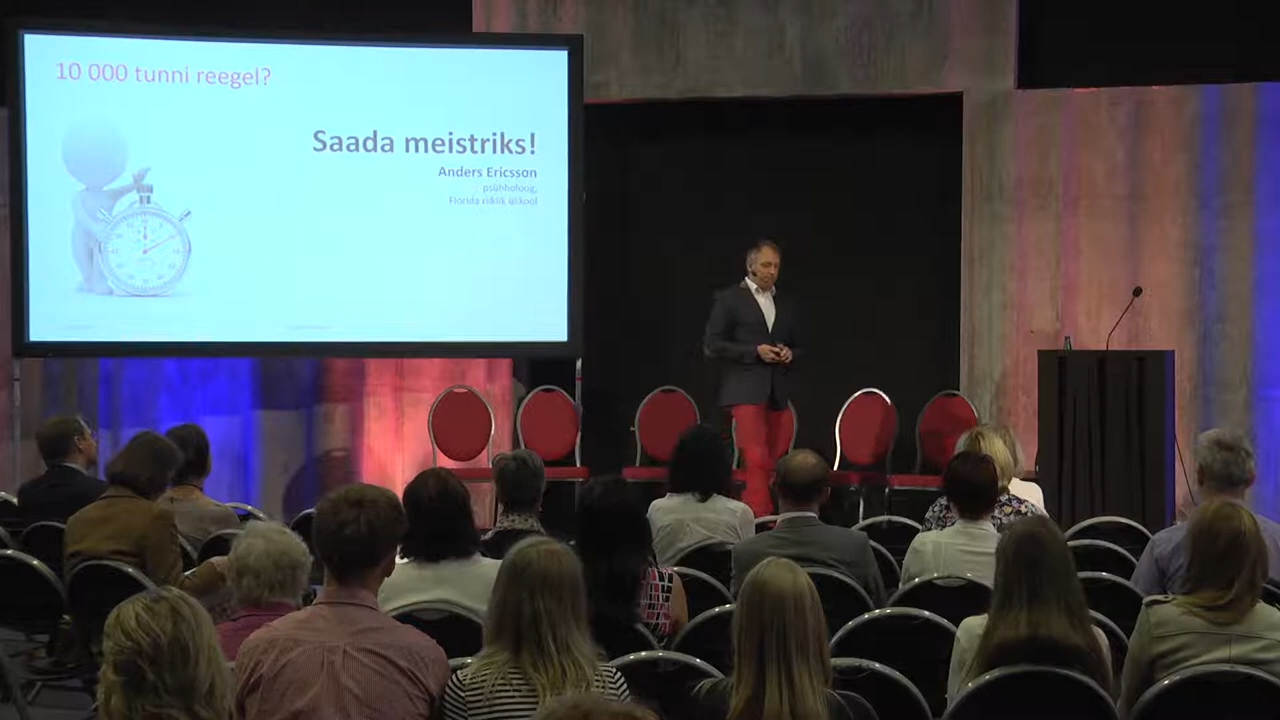 10 000 tunni reegel?
Saada meistriks!
Anders Ericsson
psühholoog,
Florida riiklik ülikool